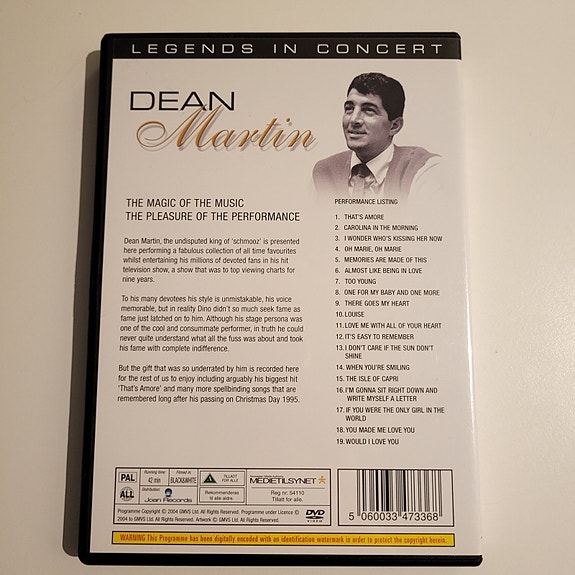 LEGENDS IN CONCERT
DEAN
Martin
THE MAGIC OF THE MUSIC
THE PLEASURE OF THE PERFORMANCE
Dean Martin, the undisputed king of 'schmooz' is presented
here performing a fabulous collection of all time favourites
whilst entertaining his millions of devoted fans in his hit
television show, a show that was to top viewing charts for
nine years.
To his many devotees his style is unmistakable, his voice
memorable, but in reality Dino didn't so much seek fame as
fame just latched on to him. Although his stage persona was
one of the cool and consummate performer, in truth he could
never quite understand what all the fuss was about and took
his fame with complete indifference.
But the gift that was so underrated by him is recorded here
for the rest of us to enjoy including arguably his biggest hit
'That's Amore' and many more spellbinding songs that are
remembered long after his passing on Christmas Day 1995.
PERFORMANCE LISTING
1. THAT'S AMORE
2. CAROLINA IN THE MORNING
3. I WONDER WHO'S KISSING HER NOW
4. OH MARIE, OH MARIE
5. MEMORIES ARE MADE OF THIS
6. ALMOST LIKE BEING IN LOVE
7. TOO YOUNG
8. ONE FOR MY BABY AND ONE MORE
9. THERE GOES MY HEART
10. LOUISE
11. LOVE ME WITH ALL OF YOUR HEART
12. IT'S EASY TO REMEMBER
13. I DON'T CARE IF THE SUN DON'T
SHINE
14. WHEN YOU'RE SMILING
15. THE ISLE OF CAPRI
16. I'M GONNA SIT RIGHT DOWN AND
WRITE MYSELF A LETTER
17. IF YOU WERE THE ONLY GIRL IN THE
WORLD
18. YOU MADE ME LOVE YOU
19. WOULD I LOVE YOU
PAL
ALL
Running time:
42 min
Filmed in:
BLACK&WHITE
Distribution:
Joan Records
TILLATT
FOR ALLE
Rekommenderas
til alle aldre.
MEDIETILSYNET
Reg nr. 54110
Tillatt for alle.
DVD
VIDEO
Programme Copyright © 2004 GMVS Ltd. All Rights Reserved. Programme under Licence ©
2004 to GMVS Ltd. All Rights Reserved. Artwork © GMVS Ltd. All Rights Reserved.
5 060033 473368
WARNING This Programme has been digitally encoded with an identification watermark in order to protect the copyright herein.